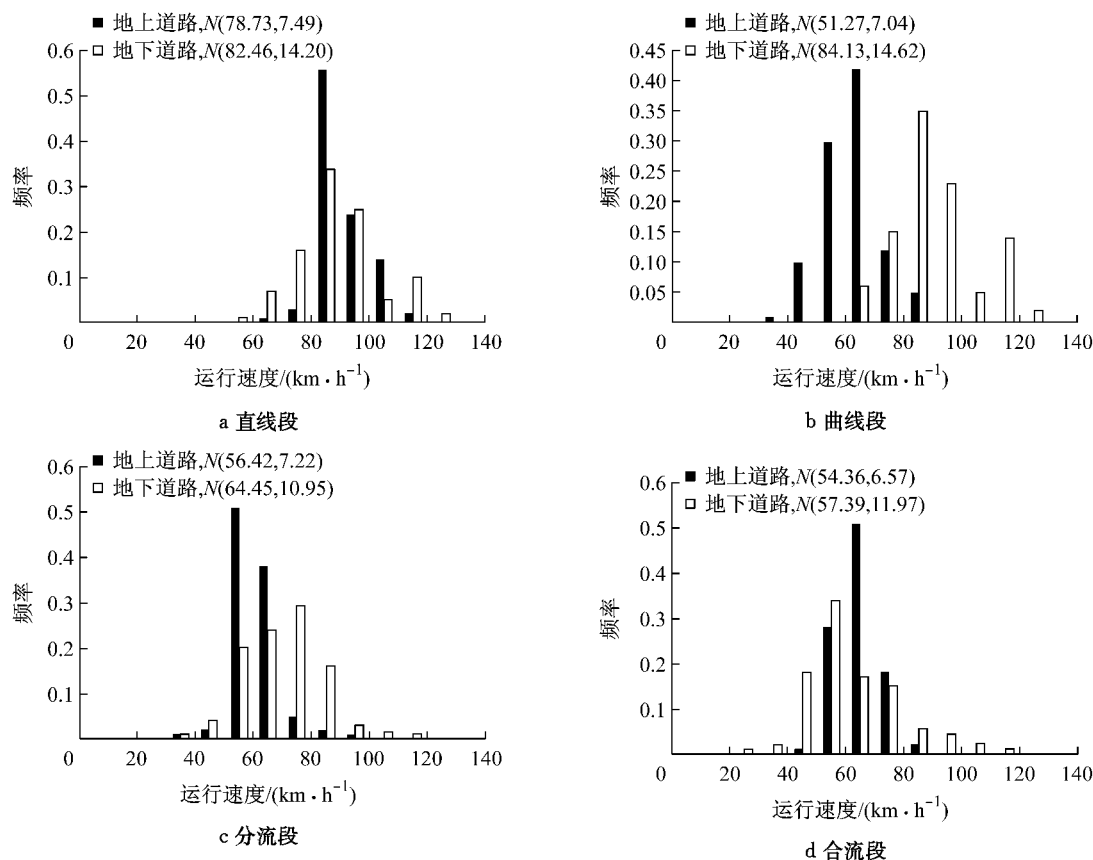 地上道路,N(78.73,7.49)
地下道路,N(82.46,14.20)
0.6
0.5
0.4
0.3
0.2
0.1
频率
0 20 40 60 80 100 120 140
运行速度/(km·h⁻¹)
a 直线段
地上道路,N(51.27,7.04)
地下道路,N(84.13,14.62)
0.45
0.40
0.35
0.30
0.25
0.20
0.15
0.10
0.05
频率
0 20 40 60 80 100 120 140
运行速度/(km·h⁻¹)
b 曲线段
地上道路,N(56.42,7.22)
地下道路,N(64.45,10.95)
0.6
0.5
0.4
0.3
0.2
0.1
频率
0 20 40 60 80 100 120 140
运行速度/(km·h⁻¹)
c 分流段
地上道路,N(54.36,6.57)
地下道路,N(57.39,11.97)
0.6
0.5
0.4
0.3
0.2
0.1
频率
0 20 40 60 80 100 120 140
运行速度/(km·h⁻¹)
d 合流段